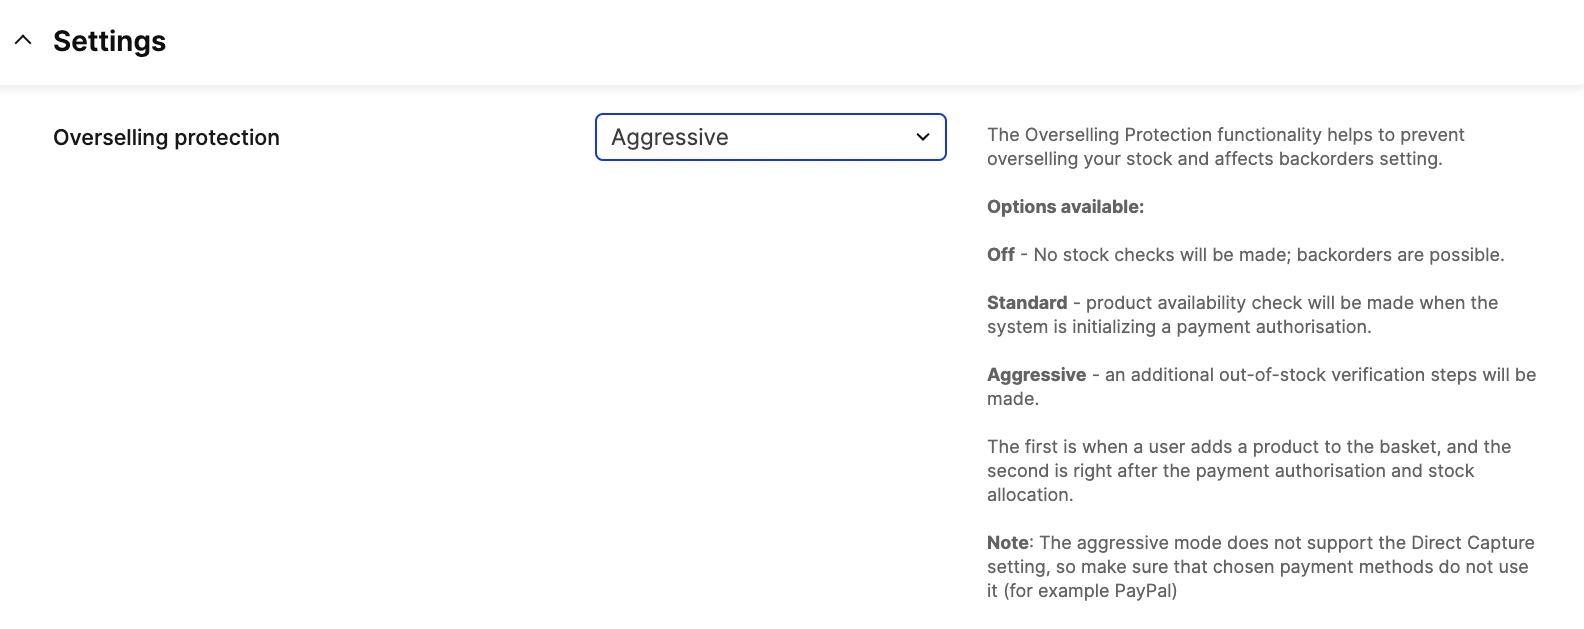 Settings
Overselling protection
Aggressive
The Overselling Protection functionality helps to prevent
overselling your stock and affects backorders setting.
Options available:
Off - No stock checks will be made; backorders are possible.
Standard - product availability check will be made when the
system is initializing a payment authorisation.
Aggressive - an additional out-of-stock verification steps will be
made.
The first is when a user adds a product to the basket, and the
second is right after the payment authorisation and stock
allocation.
Note: The aggressive mode does not support the Direct Capture
setting, so make sure that chosen payment methods do not use
it (for example PayPal)